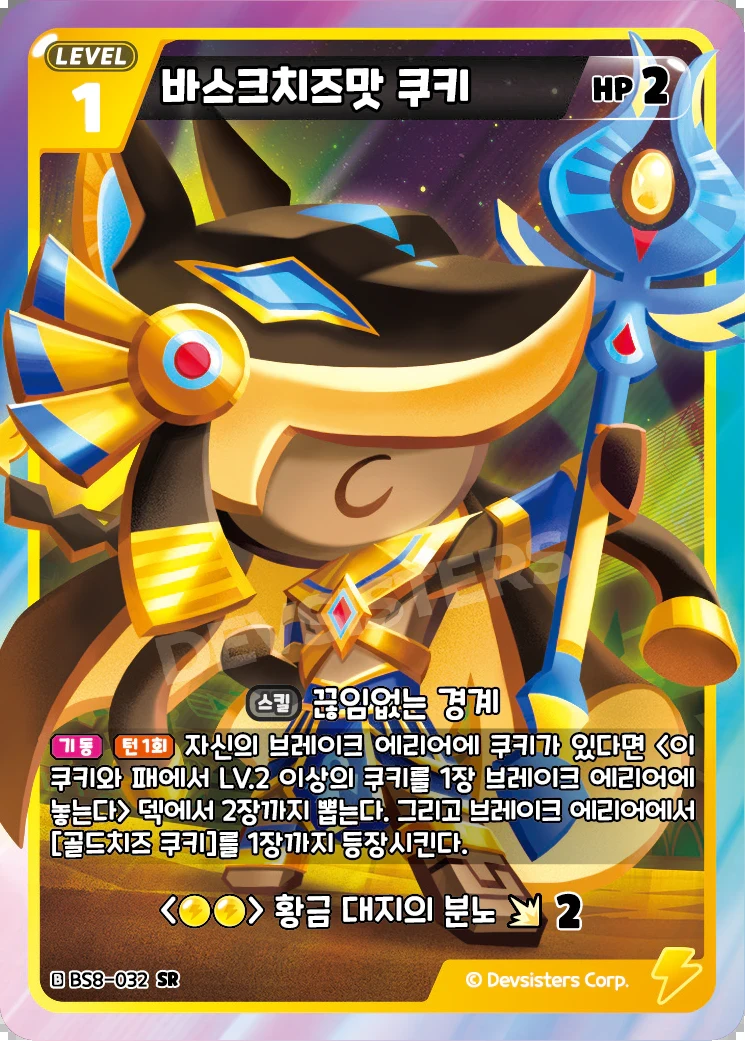 LEVEL
1
바스크치즈맛 쿠키
HP 2
DEVSISTERS
스킬 끊임없는 경계
기동 턴1회 자신의 브레이크 에리어에 쿠키가 있다면 <이
쿠키와 패에서 LV.2 이상의 쿠키를 1장 브레이크 에리어에
놓는다> 덱에서 2장까지 뽑는다. 그리고 브레이크 에리어에서
[골드치즈 쿠키]를 1장까지 등장시킨다.
< > 황금 대지의 분노 2
B BS8-032 SR
© Devsisters Corp.